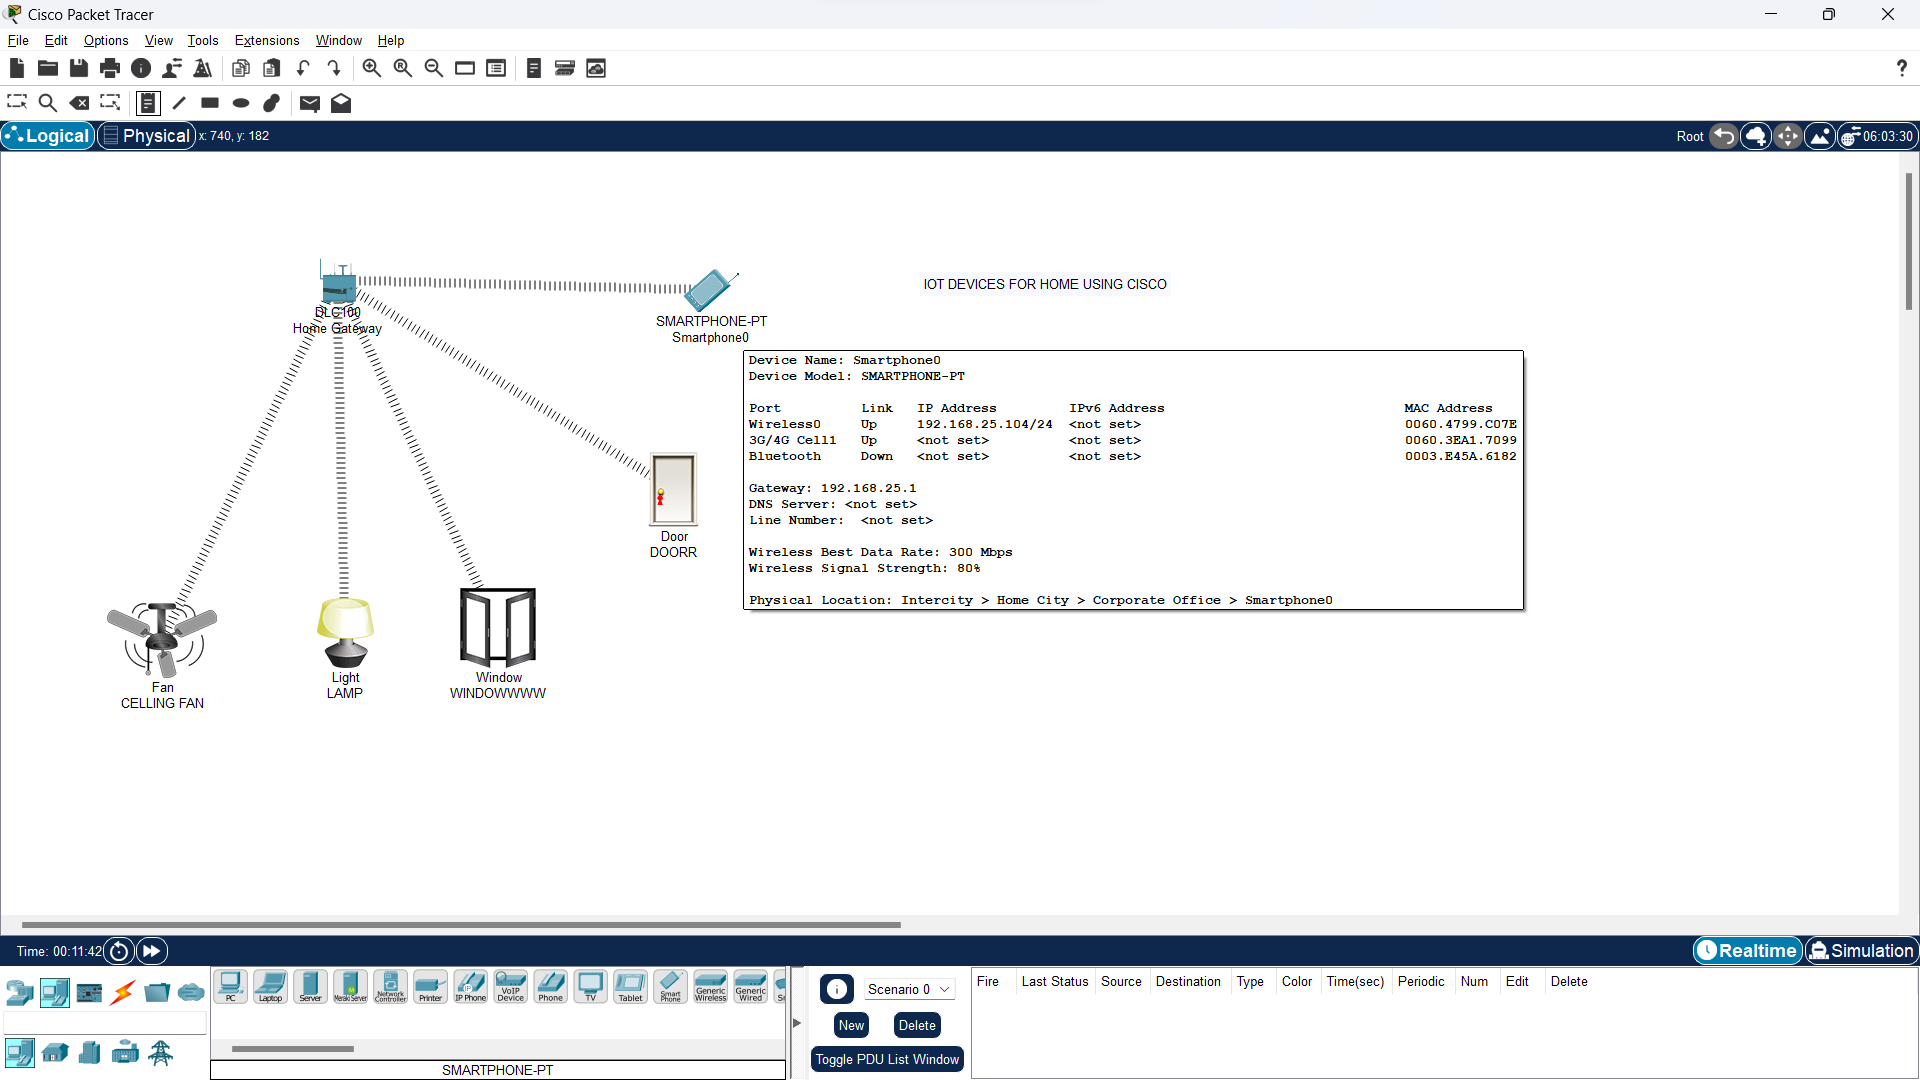 Cisco Packet Tracer
File Edit Options View Tools Extensions Window Help
Logical Physical x: 740, y: 182 Root 06:03:30
IOT DEVICES FOR HOME USING CISCO
DLC100
Home Gateway
SMARTPHONE-PT
Smartphone0
Device Name: Smartphone0
Device Model: SMARTPHONE-PT
Port Link IP Address IPv6 Address MAC Address
Wireless0 Up 192.168.25.104/24 <not set> 0060.4799.C07E
3G/4G Cell1 Up <not set> <not set> 0060.3EA1.7099
Bluetooth Down <not set> <not set> 0003.E45A.6182
Gateway: 192.168.25.1
DNS Server: <not set>
Line Number: <not set>
Wireless Best Data Rate: 300 Mbps
Wireless Signal Strength: 80%
Physical Location: Intercity > Home City > Corporate Office > Smartphone0
Door
DOORR
Fan
CELLING FAN
Light
LAMP
Window
WINDOWWWW
Time: 00:11:42 Realtime Simulation
PC Laptop Server Meraki Server Network Controller Printer IP Phone VoIP Device Phone TV Tablet Smart Phone Generic Wireless Generic Wired
SMARTPHONE-PT
Scenario 0
New Delete
Toggle PDU List Window
Fire Last Status Source Destination Type Color Time(sec) Periodic Num Edit Delete